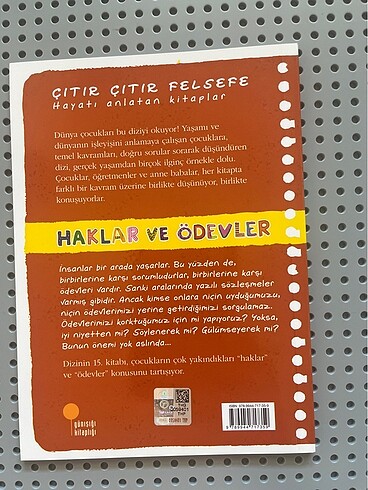 ÇITIR ÇITIR FELSEFE
Hayatı anlatan kitaplar
Dünya çocukları bu diziyi okuyor! Yaşamı ve
dünyanın işleyişini anlamaya çalışan çocuklara,
temel kavramları, doğru sorular sorarak düşündüren
dizi, gerçek yaşamdan birçok ilginç örnekle dolu.
Çocuklar, öğretmenler ve anne babalar, her kitapta
farklı bir kavram üzerine birlikte düşünüyor, birlikte
konuşuyorlar.
HAKLAR VE ÖDEVLER
İnsanlar bir arada yaşarlar. Bu yüzden de,
birbirlerine karşı sorumludurlar, birbirlerine karşı
ödevleri vardır. Sanki aralarında yazılı sözleşmeler
varmış gibidir. Ancak kimse onlara niçin uyduğumuzu,
niçin ödevlerimizi yerine getirdiğimizi sorgulamaz.
Ödevlerimizi korktuğumuz için mi yapıyoruz? Yoksa,
iyi niyetten mi? Söylenerek mi? Gülümseyerek mi?
Bunun önemi yok aslında...
Dizinin 15. kitabı, çocukların çok yakındıkları "haklar"
ve "ödevler" konusunu tartışıyor.
günışığı
kitaplığı